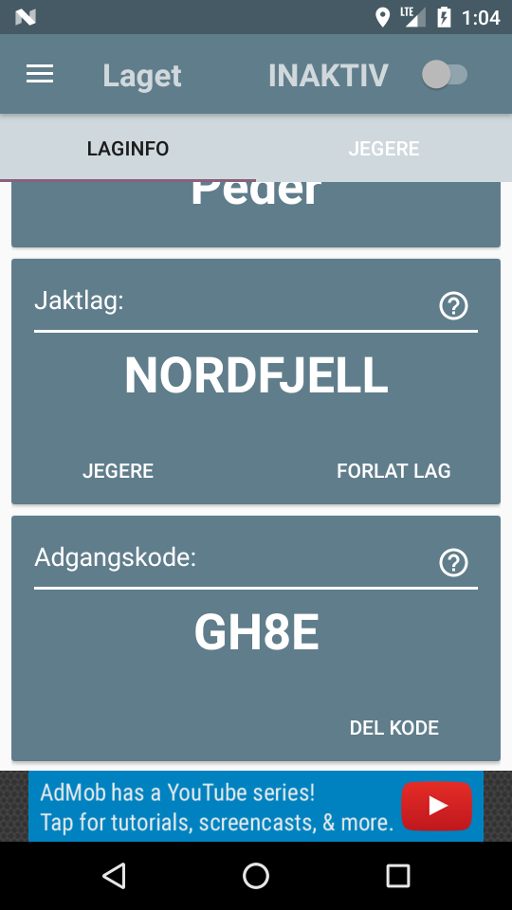 LTE 1:04
Laget INAKTIV
LAGINFO JEGERE
Peder
Jaktlag:
NORDFJELL
JEGERE FORLAT LAG
Adgangskode:
GH8E
DEL KODE
AdMob has a YouTube series!
Tap for tutorials, screencasts, & more.